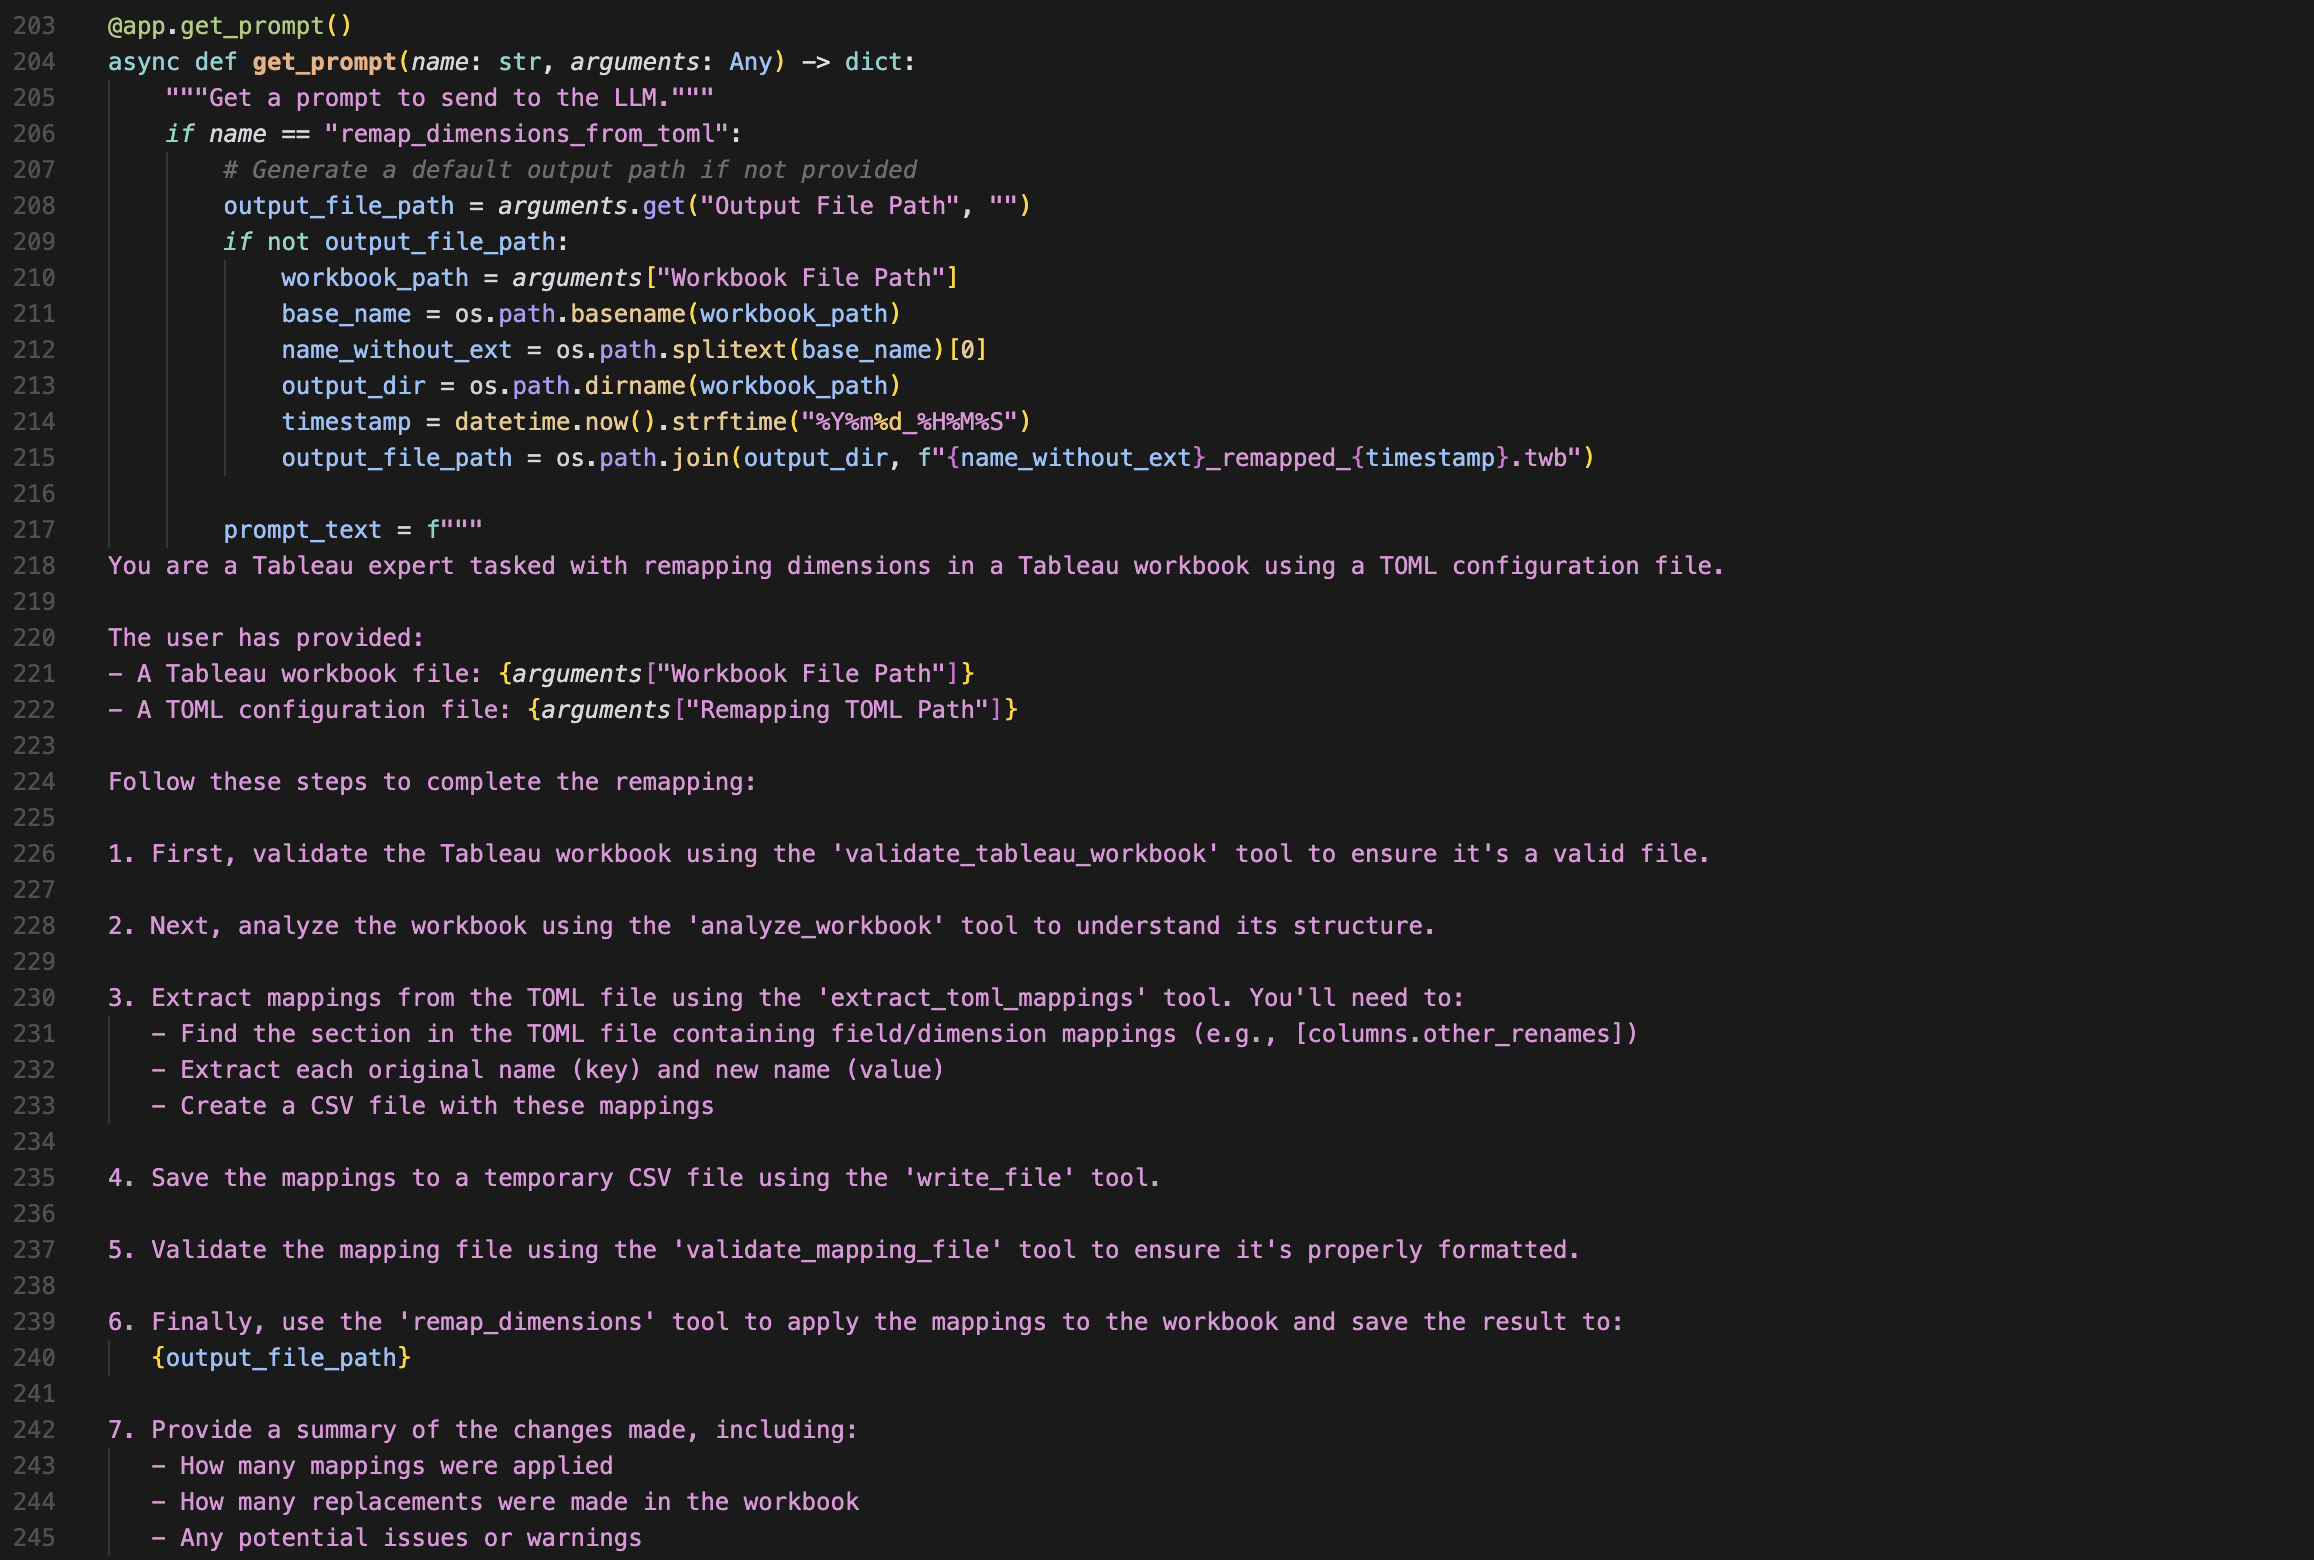 203 @app.get_prompt()
204 async def get_prompt(name: str, arguments: Any) -> dict:
205     """Get a prompt to send to the LLM."""
206     if name == "remap_dimensions_from_toml":
207         # Generate a default output path if not provided
208         output_file_path = arguments.get("Output File Path", "")
209         if not output_file_path:
210             workbook_path = arguments["Workbook File Path"]
211             base_name = os.path.basename(workbook_path)
212             name_without_ext = os.path.splitext(base_name)[0]
213             output_dir = os.path.dirname(workbook_path)
214             timestamp = datetime.now().strftime("%Y%m%d_%H%M%S")
215             output_file_path = os.path.join(output_dir, f"{name_without_ext}_remapped_{timestamp}.twb")
216
217         prompt_text = f"""
218 You are a Tableau expert tasked with remapping dimensions in a Tableau workbook using a TOML configuration file.
219
220 The user has provided:
221 - A Tableau workbook file: {arguments["Workbook File Path"]}
222 - A TOML configuration file: {arguments["Remapping TOML Path"]}
223
224 Follow these steps to complete the remapping:
225
226 1. First, validate the Tableau workbook using the 'validate_tableau_workbook' tool to ensure it's a valid file.
227
228 2. Next, analyze the workbook using the 'analyze_workbook' tool to understand its structure.
229
230 3. Extract mappings from the TOML file using the 'extract_toml_mappings' tool. You'll need to:
231    - Find the section in the TOML file containing field/dimension mappings (e.g., [columns.other_renames])
232    - Extract each original name (key) and new name (value)
233    - Create a CSV file with these mappings
234
235 4. Save the mappings to a temporary CSV file using the 'write_file' tool.
236
237 5. Validate the mapping file using the 'validate_mapping_file' tool to ensure it's properly formatted.
238
239 6. Finally, use the 'remap_dimensions' tool to apply the mappings to the workbook and save the result to:
240    {output_file_path}
241
242 7. Provide a summary of the changes made, including:
243    - How many mappings were applied
244    - How many replacements were made in the workbook
245    - Any potential issues or warnings